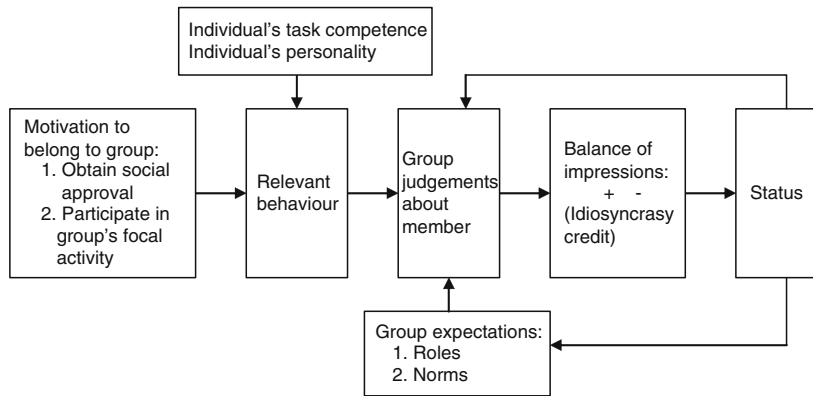 Individual's task competence
Individual's personality
Motivation to
belong to group:
1. Obtain social
approval
2. Participate in
group's focal
activity
Relevant
behaviour
Group
judgements
about
member
Balance of
impressions:
+ -
(Idiosyncrasy
credit)
Status
Group expectations:
1. Roles
2. Norms